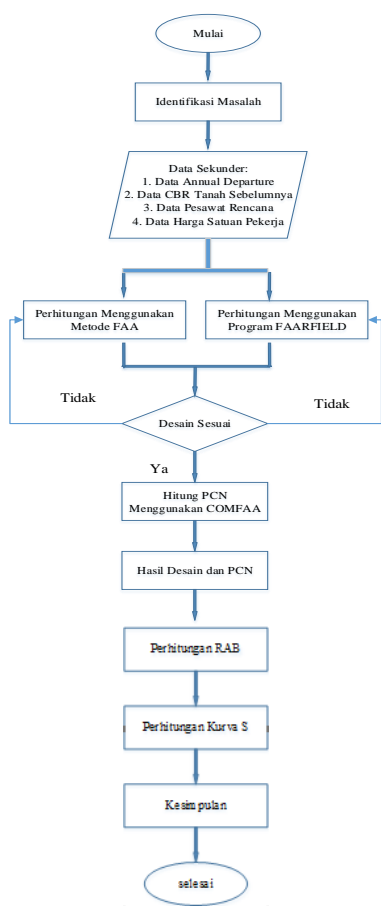 Mulai
Identifikasi Masalah
Data Sekunder:
1. Data Annual Departure
2. Data CBR Tanah Sebelumnya
3. Data Pesawat Rencana
4. Data Harga Satuan Pekerja
Perhitungan Menggunakan
Metode FAA
Perhitungan Menggunakan
Program FAARFIELD
Tidak
Desain Sesuai
Tidak
Ya
Hitung PCN
Menggunakan COMFAA
Hasil Desain dan PCN
Perhitungan RAB
Perhitungan Kurva S
Kesimpulan
selesai